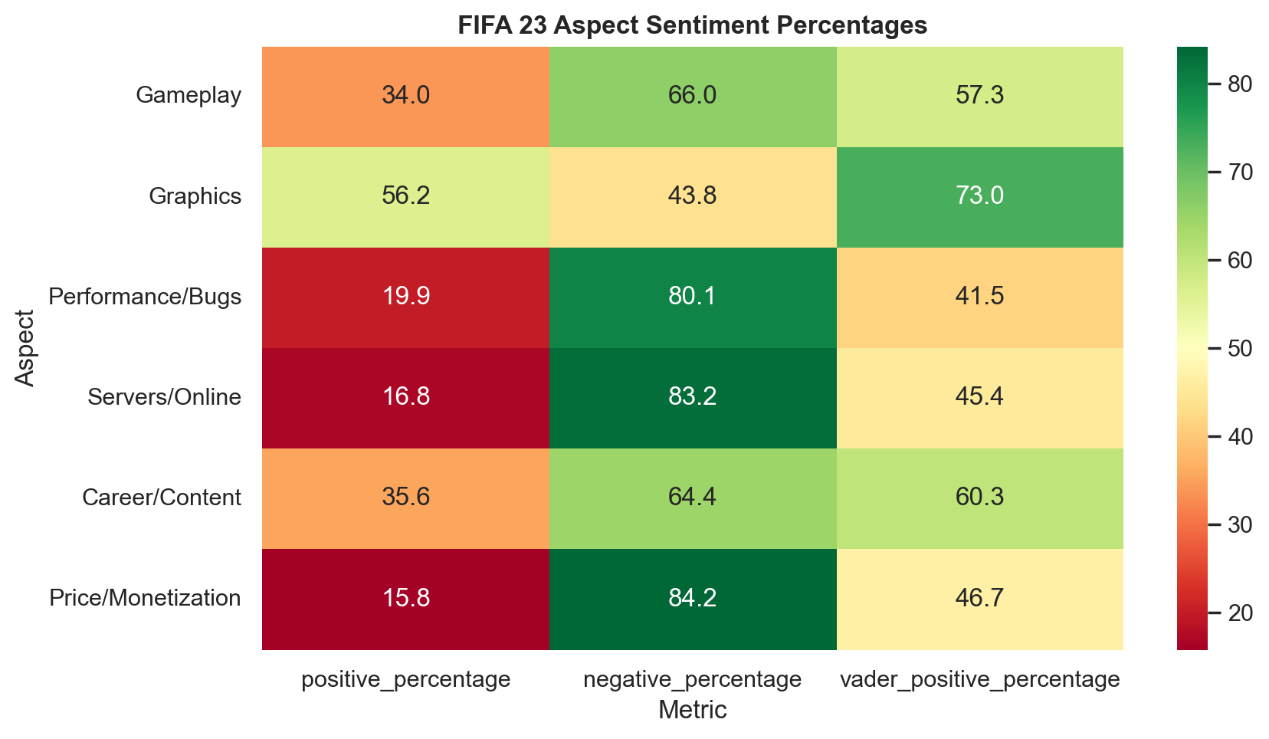 FIFA 23 Aspect Sentiment Percentages
Aspect
Gameplay 34.0 66.0 57.3
Graphics 56.2 43.8 73.0
Performance/Bugs 19.9 80.1 41.5
Servers/Online 16.8 83.2 45.4
Career/Content 35.6 64.4 60.3
Price/Monetization 15.8 84.2 46.7
positive_percentage negative_percentage vader_positive_percentage
Metric
80
70
60
50
40
30
20